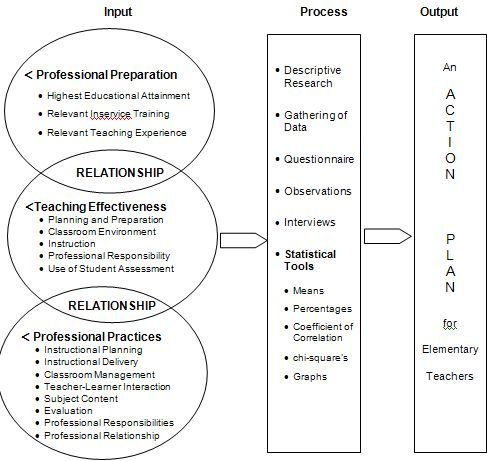 Input
Process
Output
< Professional Preparation
• Highest Educational Attainment
• Relevant Inservice Training
• Relevant Teaching Experience
RELATIONSHIP
<Teaching Effectiveness
• Planning and Preparation
• Classroom Environment
• Instruction
• Professional Responsibility
• Use of Student Assessment
RELATIONSHIP
< Professional Practices
• Instructional Planning
• Instructional Delivery
• Classroom Management
• Teacher-Learner Interaction
• Subject Content
• Evaluation
• Professional Responsibilities
• Professional Relationship
• Descriptive
Research
• Gathering of
Data
• Questionnaire
• Observations
• Interviews
• Statistical
Tools
• Means
• Percentages
• Coefficient of
Correlation
• chi-square's
• Graphs
An
A
C
T
I
O
N
P
L
A
N
for
Elementary
Teachers